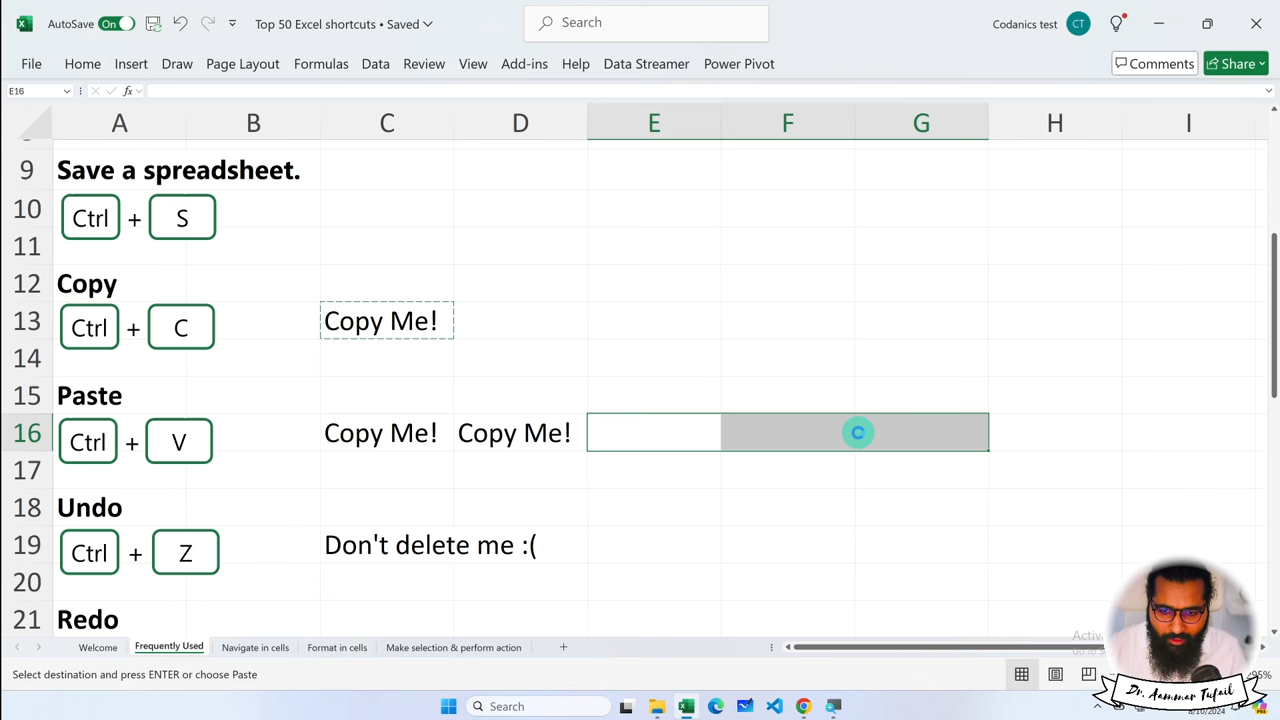 AutoSave On Top 50 Excel shortcuts • Saved Search Codanics test CT
File Home Insert Draw Page Layout Formulas Data Review View Add-ins Help Data Streamer Power Pivot Comments Share
E16 fx
A B C D E F G H I
9 Save a spreadsheet.
10 Ctrl + S
11
12 Copy
13 Ctrl + C Copy Me!
14
15 Paste
16 Ctrl + V Copy Me! Copy Me!
17
18 Undo
19 Ctrl + Z Don't delete me :(
20
21 Redo
Welcome Frequently Used Navigate in cells Format in cells Make selection & perform action
Select destination and press ENTER or choose Paste
Dr. Aammar Tufail
Search
8/10/2024